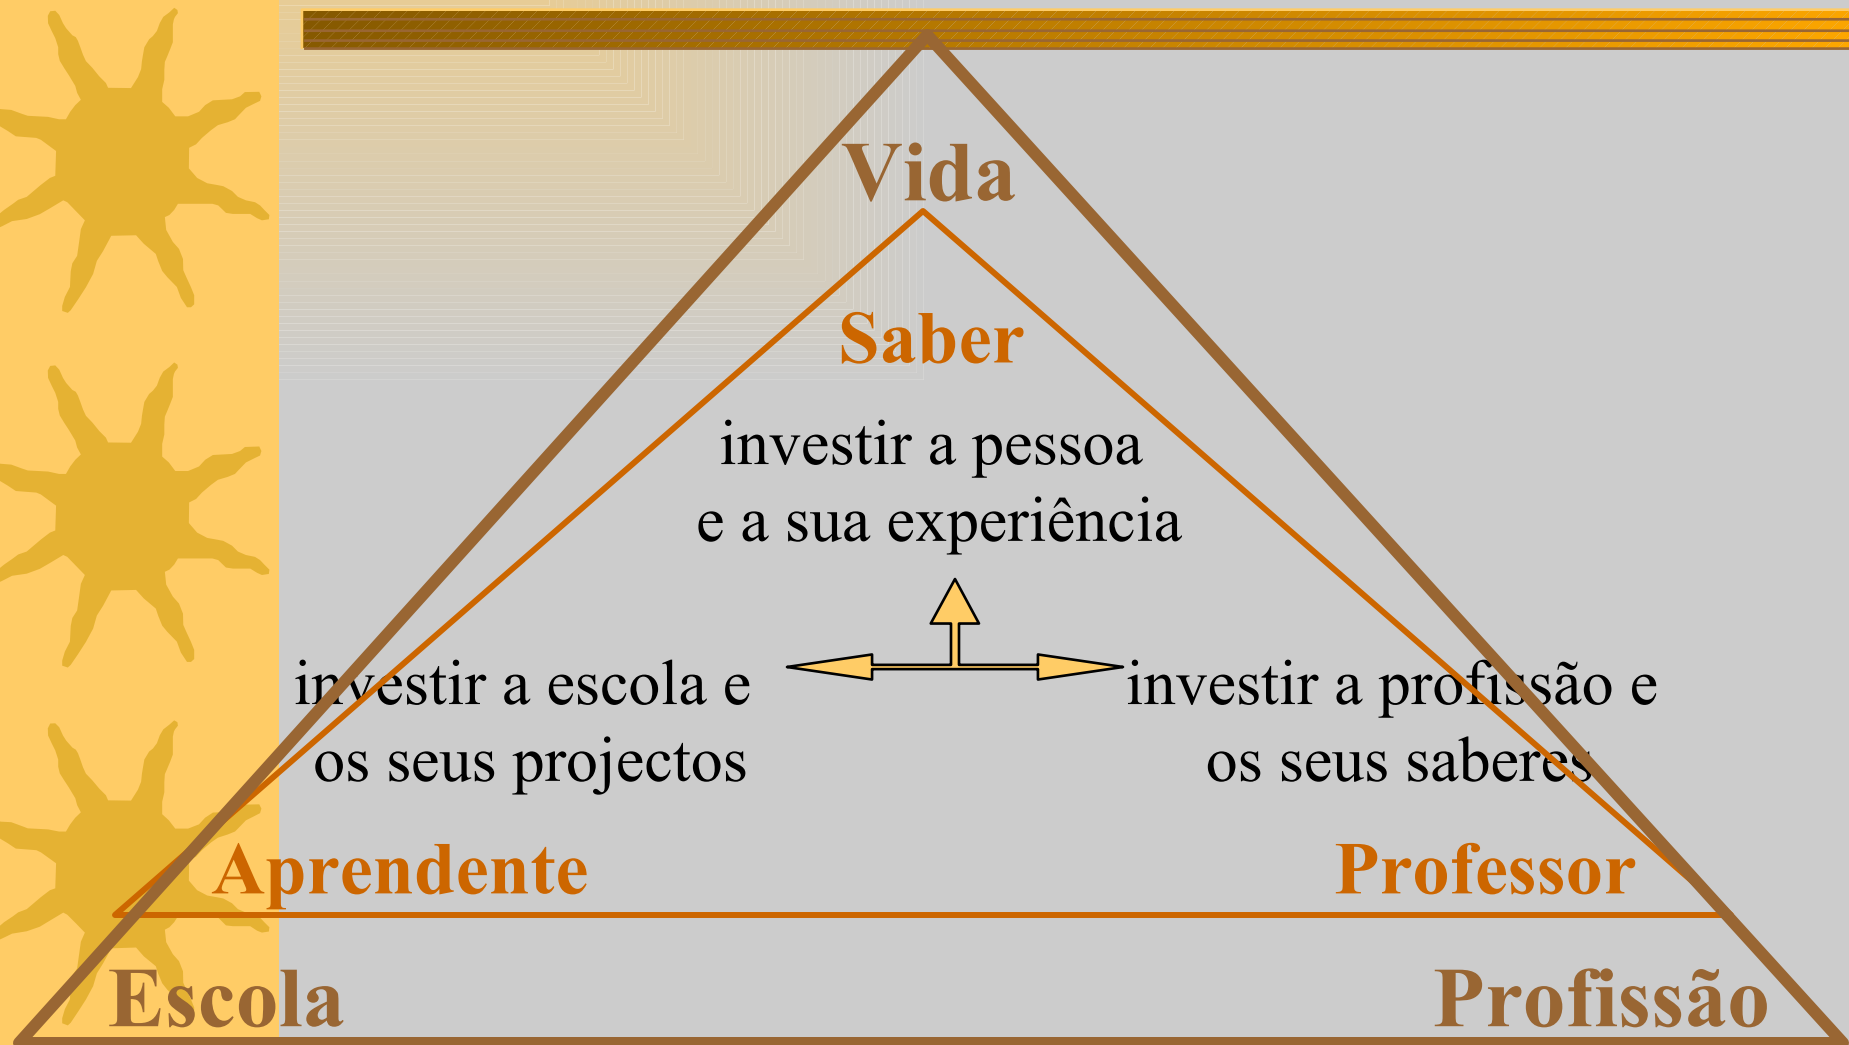 Vida
Saber
investir a pessoa
e a sua experiência
investir a escola e
os seus projectos
investir a profissão e
os seus saberes
Aprendente
Professor
Escola
Profissão